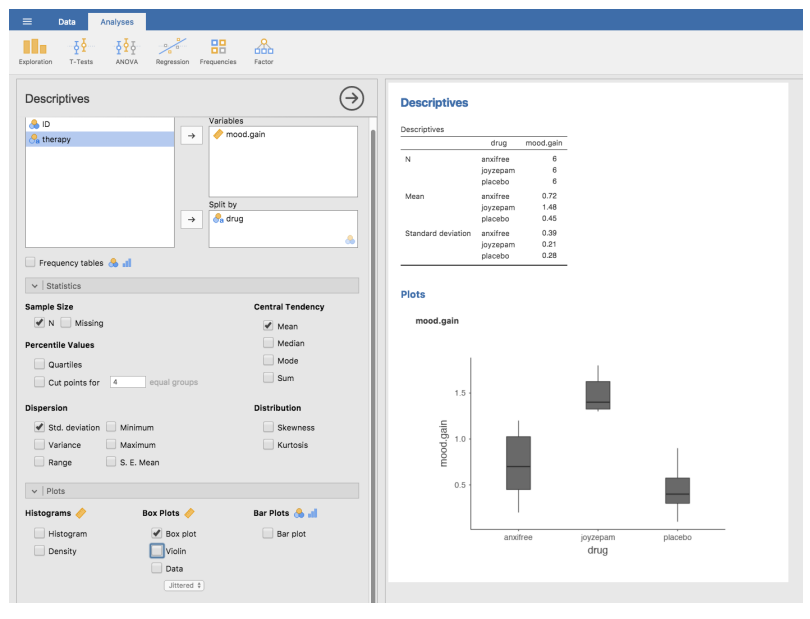 Data Analyses
Exploration T-Tests ANOVA Regression Frequencies Factor
Descriptives
ID
therapy
Variables
mood.gain
Split by
drug
Frequency tables
Statistics
Sample Size
N Missing
Percentile Values
Quartiles
Cut points for 4 equal groups
Central Tendency
Mean
Median
Mode
Sum
Dispersion
Std. deviation Minimum
Variance Maximum
Range S. E. Mean
Distribution
Skewness
Kurtosis
Plots
Histograms
Histogram
Density
Box Plots
Box plot
Violin
Data
Jittered
Bar Plots
Bar plot
Descriptives
Descriptives
drug mood.gain
N anxifree 6
joyzepam 6
placebo 6
Mean anxifree 0.72
joyzepam 1.48
placebo 0.45
Standard deviation anxifree 0.39
joyzepam 0.21
placebo 0.28
Plots
mood.gain
mood.gain
1.5
1.0
0.5
anxifree joyzepam placebo
drug